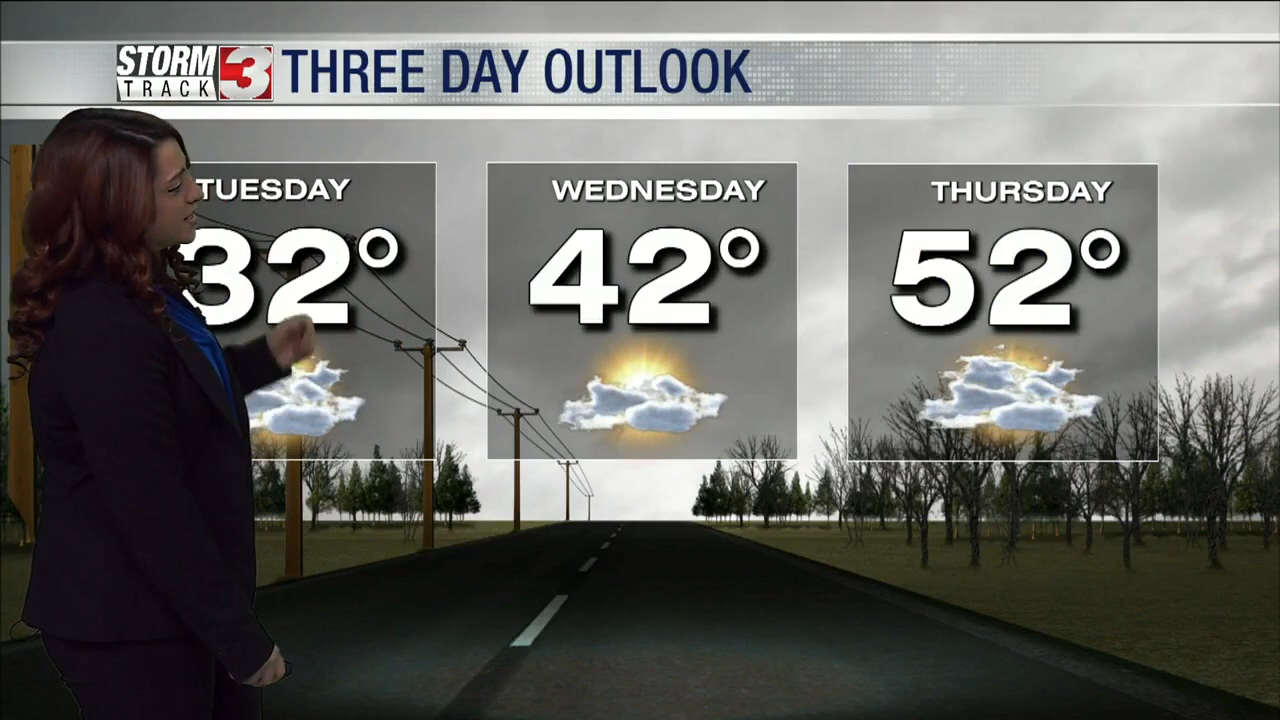 STORM
TRACK 3
THREE DAY OUTLOOK
TUESDAY
32°
WEDNESDAY
42°
THURSDAY
52°